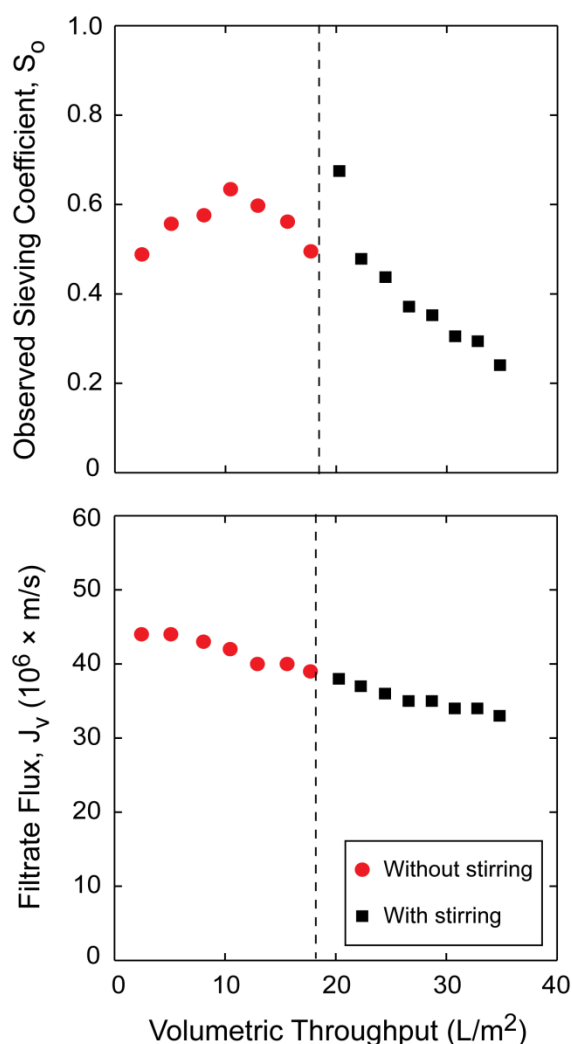 Observed Sieving Coefficient, Sₒ
1.0
0.8
0.6
0.4
0.2
0
Filtrate Flux, Jᵥ (10⁶ × m/s)
60
50
40
30
20
10
0
Without stirring
With stirring
0 10 20 30 40
Volumetric Throughput (L/m²)